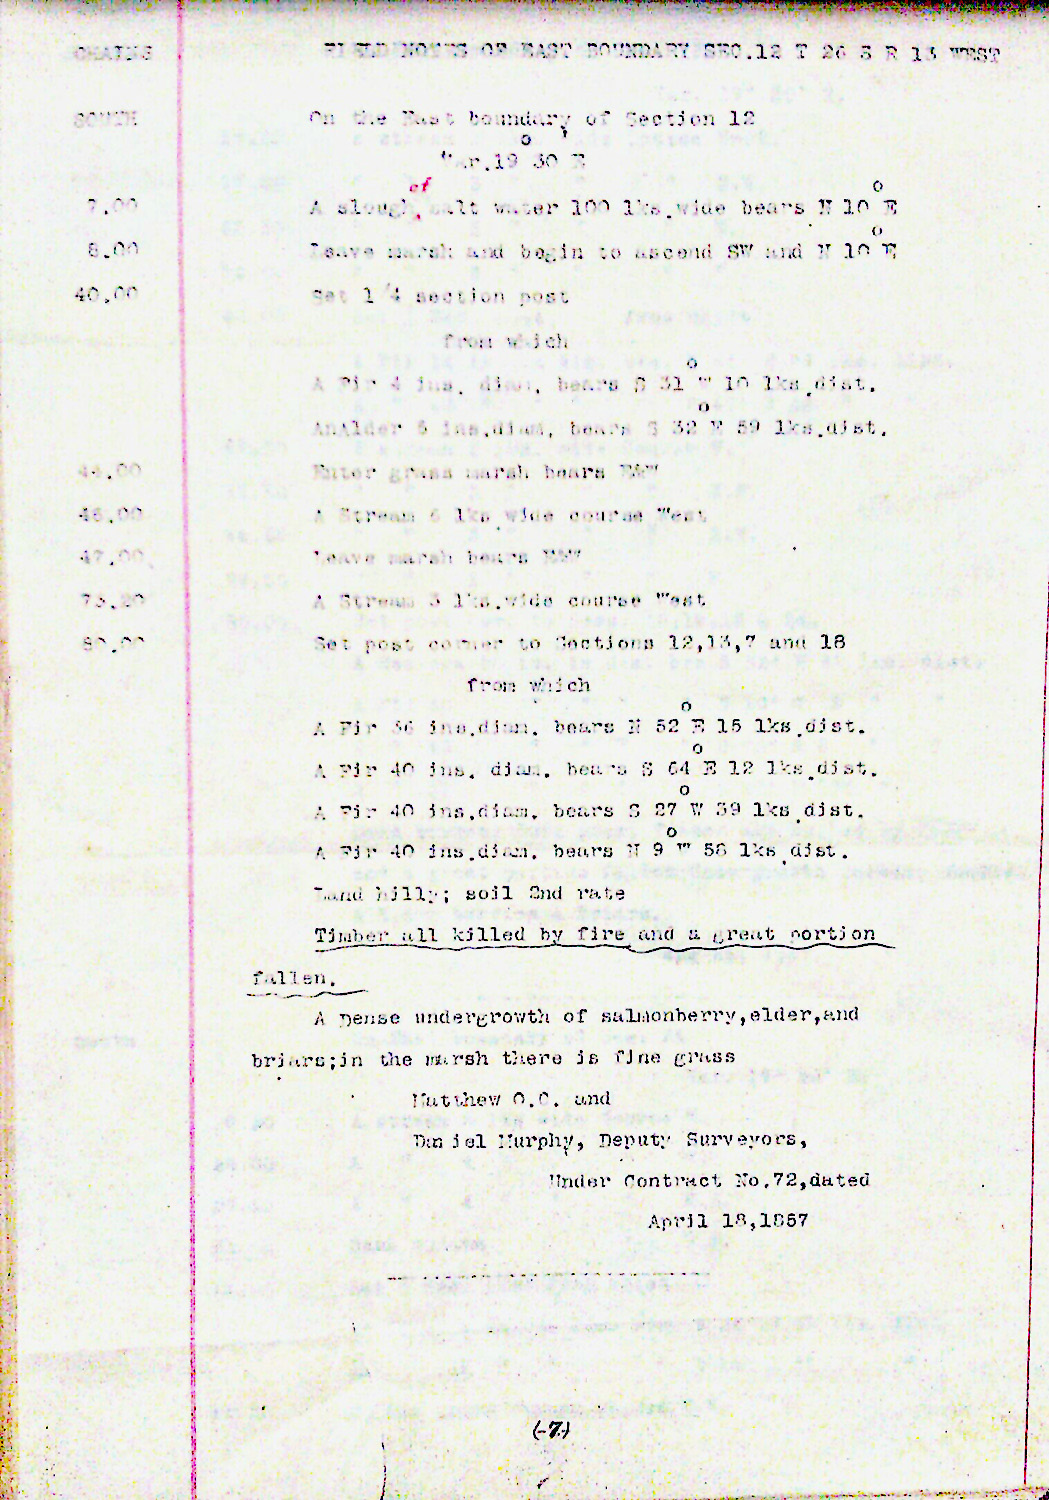 CHAINS FIELD NOTES OF EAST BOUNDARY SEC.12 T 26 S R 13 WEST
SOUTH On the East boundary of Section 12
Var.19° 30' E
7.00 A slough, of salt water 100 lks.wide bears N 10° E
8.00 Leave marsh and begin to ascend SW and N 10° E
40.00 Set 1/4 section post
from which
A Fir 4 ins. diam. bears S 31° W 10 lks.dist.
AnAlder 6 ins.diam, bears S 32° E 59 lks.dist.
44.00 Enter grass marsh bears E&W
46.00 A Stream 6 lks wide course West
47.00 Leave marsh bears E&W
73.20 A Stream 3 lks.wide course West
80.00 Set post corner to Sections 12,13,7 and 18
from which
A Fir 36 ins.diam. bears N 52° E 15 lks.dist.
A Fir 40 ins. diam. bears S 64° E 12 lks.dist.
A Fir 40 ins.diam. bears S 27° W 39 lks.dist.
A Fir 40 ins.diam. bears N 9° W 58 lks.dist.
Land hilly; soil 2nd rate
Timber all killed by fire and a great portion
fallen.
A Dense undergrowth of salmonberry,elder,and
briars;in the marsh there is fine grass
Matthew O.C. and
Daniel Murphy, Deputy Surveyors,
Under Contract No.72,dated
April 18,1857
(-7-)